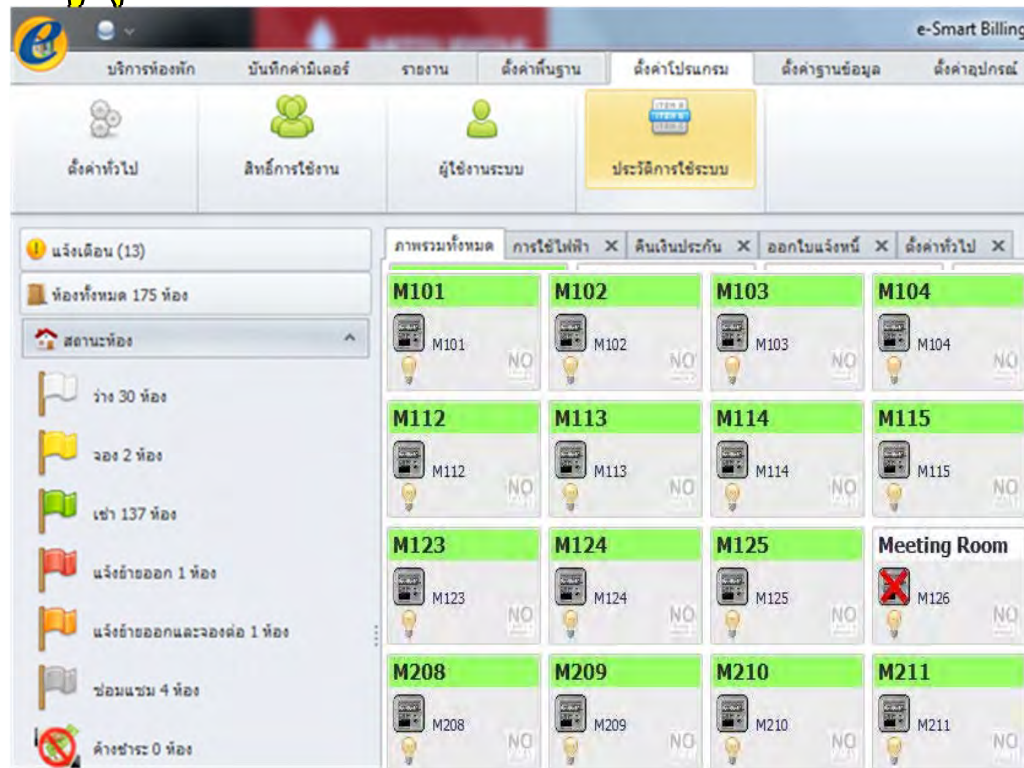 e-Smart Billing
บริการห้องพัก บันทึกค่ามิเตอร์ รายงาน ตั้งค่าพื้นฐาน ตั้งค่าโปรแกรม ตั้งค่าฐานข้อมูล ตั้งค่าอุปกรณ์
ITEM B
ตั้งค่าทั่วไป สิทธิ์การใช้งาน ผู้ใช้งานระบบ ประวัติการใช้ระบบ
ภาพรวมทั้งหมด การใช้ไฟฟ้า คืนเงินประกัน ออกใบแจ้งหนี้ ตั้งค่าทั่วไป
แจ้งเตือน (13)
ห้องทั้งหมด 175 ห้อง
สถานะห้อง
ว่าง 30 ห้อง
จอง 2 ห้อง
เช่า 137 ห้อง
แจ้งย้ายออก 1 ห้อง
แจ้งย้ายออกและจองต่อ 1 ห้อง
ซ่อมแซม 4 ห้อง
ค้างชำระ 0 ห้อง
M101 M102 M103 M104
M101 M102 M103 M104
NO NO NO NO
M112 M113 M114 M115
M112 M113 M114 M115
NO NO NO NO
M123 M124 M125 Meeting Room
M123 M124 M125 M126
NO NO NO NO
M208 M209 M210 M211
M208 M209 M210 M211
NO NO NO NO